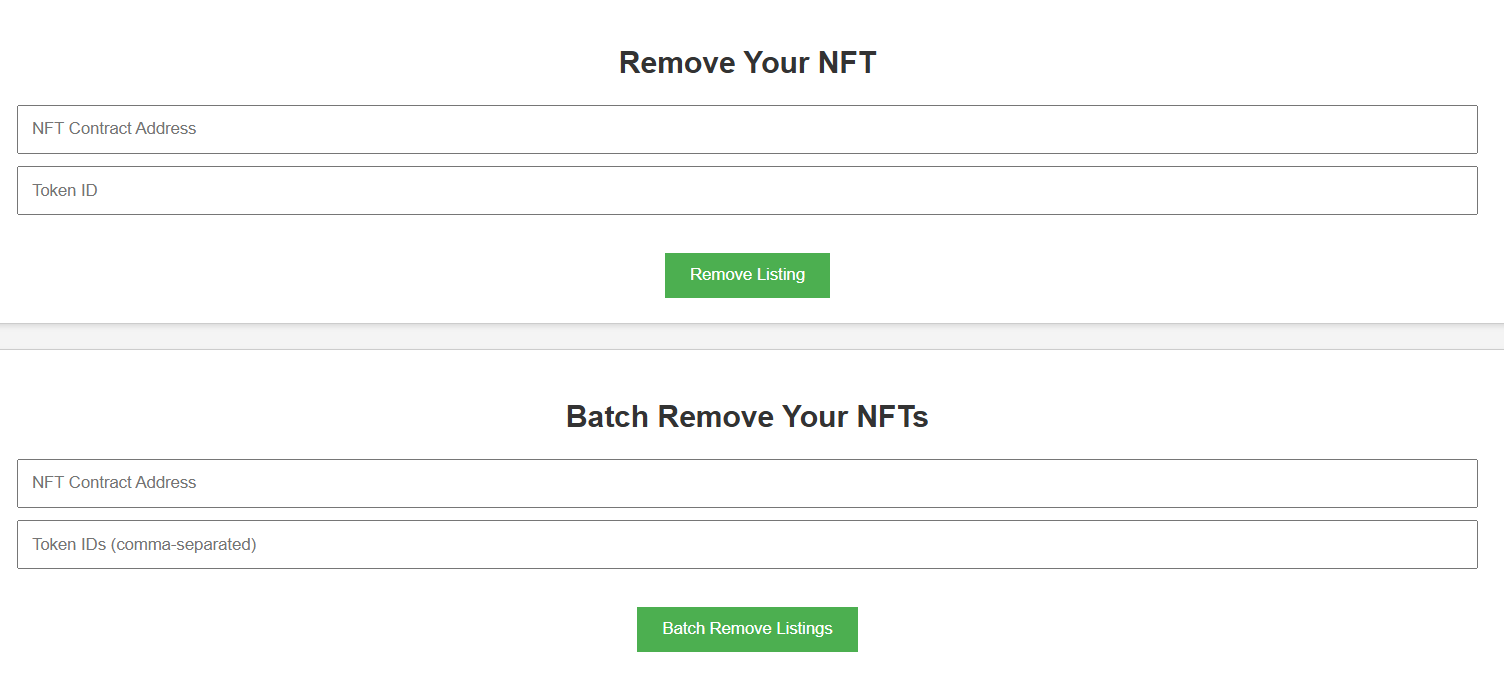 Remove Your NFT
NFT Contract Address
Token ID
Remove Listing
Batch Remove Your NFTs
NFT Contract Address
Token IDs (comma-separated)
Batch Remove Listings